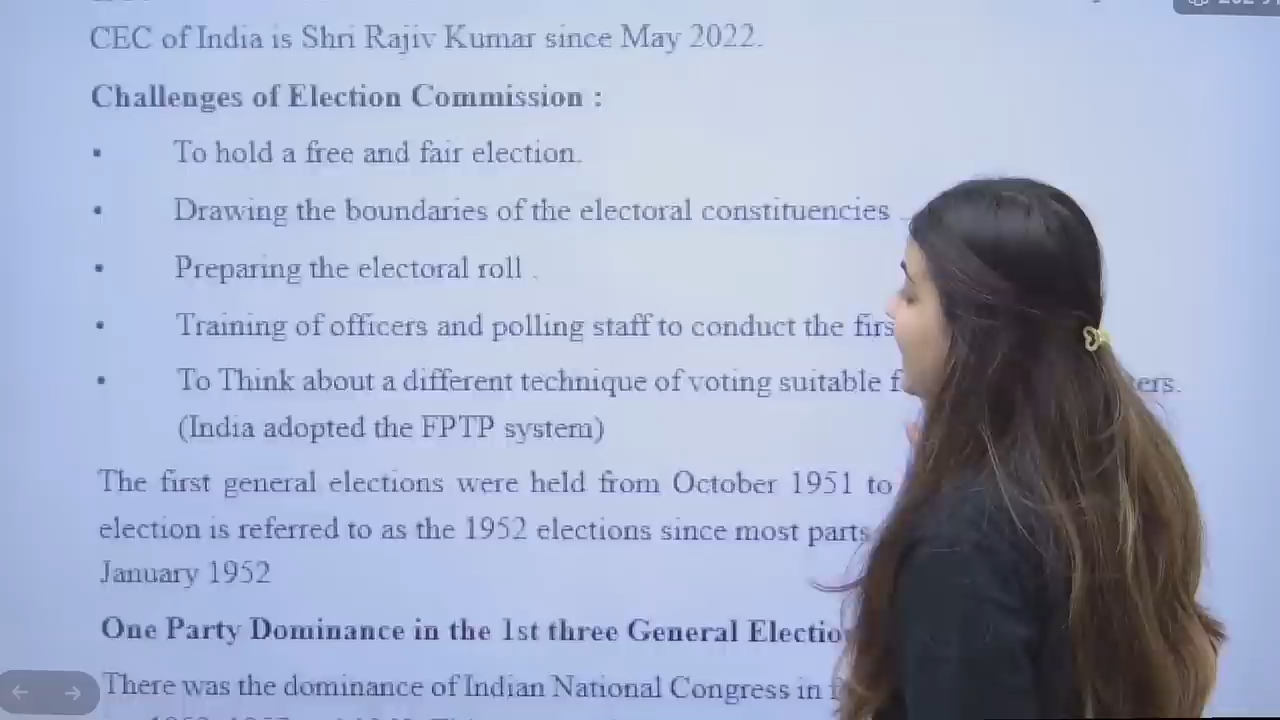 CEC of India is Shri Rajiv Kumar since May 2022.
Challenges of Election Commission :
• To hold a free and fair election.
• Drawing the boundaries of the electoral constituencies
• Preparing the electoral roll .
• Training of officers and polling staff to conduct the firs
• To Think about a different technique of voting suitable f ers.
(India adopted the FPTP system)
The first general elections were held from October 1951 to
election is referred to as the 1952 elections since most parts
January 1952
One Party Dominance in the 1st three General Electio
There was the dominance of Indian National Congress in